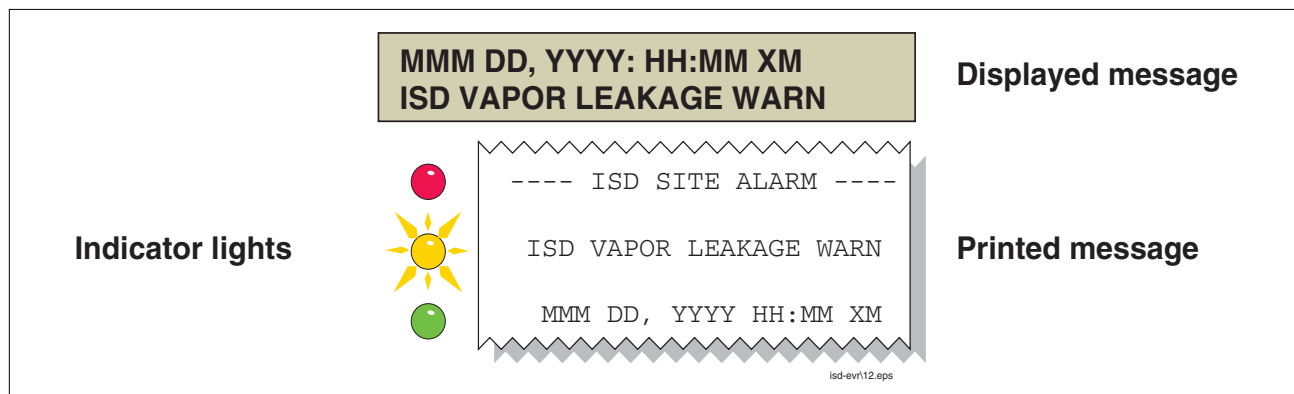 MMM DD, YYYY: HH:MM XM
ISD VAPOR LEAKAGE WARN
Displayed message
---- ISD SITE ALARM ----
ISD VAPOR LEAKAGE WARN
MMM DD, YYYY HH:MM XM
Indicator lights
Printed message
isd-evr\12.eps